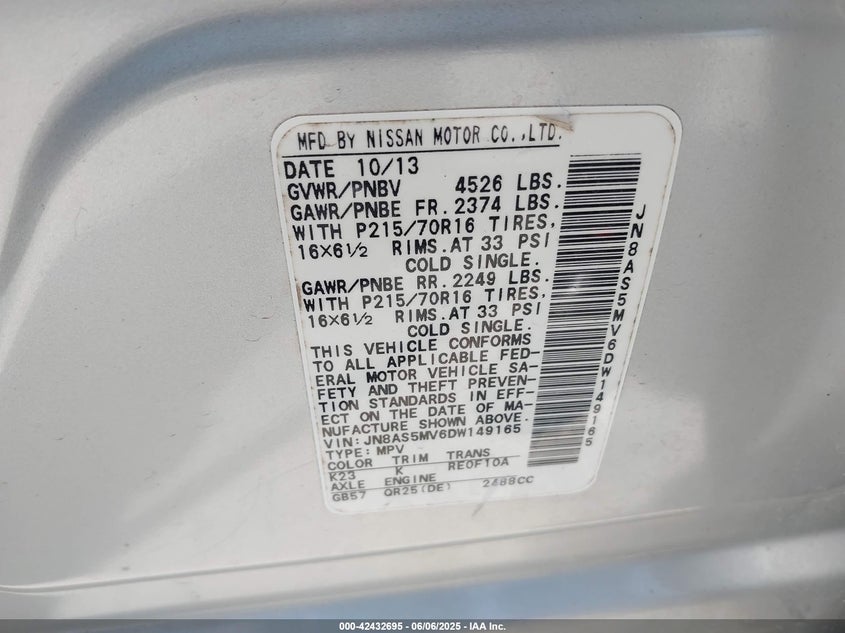 MFD BY NISSAN MOTOR CO.,LTD.
DATE 10/13
GVWR/PNBV 4526 LBS.
GAWR/PNBE FR. 2374 LBS.
WITH P215/70R16 TIRES,
16X6½ RIMS.AT 33 PSI
COLD SINGLE.
GAWR/PNBE RR. 2249 LBS.
WITH P215/70R16 TIRES,
16X6½ RIMS.AT 33 PSI
COLD SINGLE.
THIS VEHICLE CONFORMS
TO ALL APPLICABLE FED-
ERAL MOTOR VEHICLE SA-
FETY AND THEFT PREVEN-
TION STANDARDS IN EFF-
ECT ON THE DATE OF MA-
NUFACTURE SHOWN ABOVE.
VIN: JN8AS5MV6DW149165
TYPE: MPV
COLOR TRIM TRANS
K23 K RE0F10A
AXLE ENGINE
GB57 QR25(DE) 2488CC
JN8AS5MV6DW149165
000-42432695 - 06/06/2025 - IAA Inc.